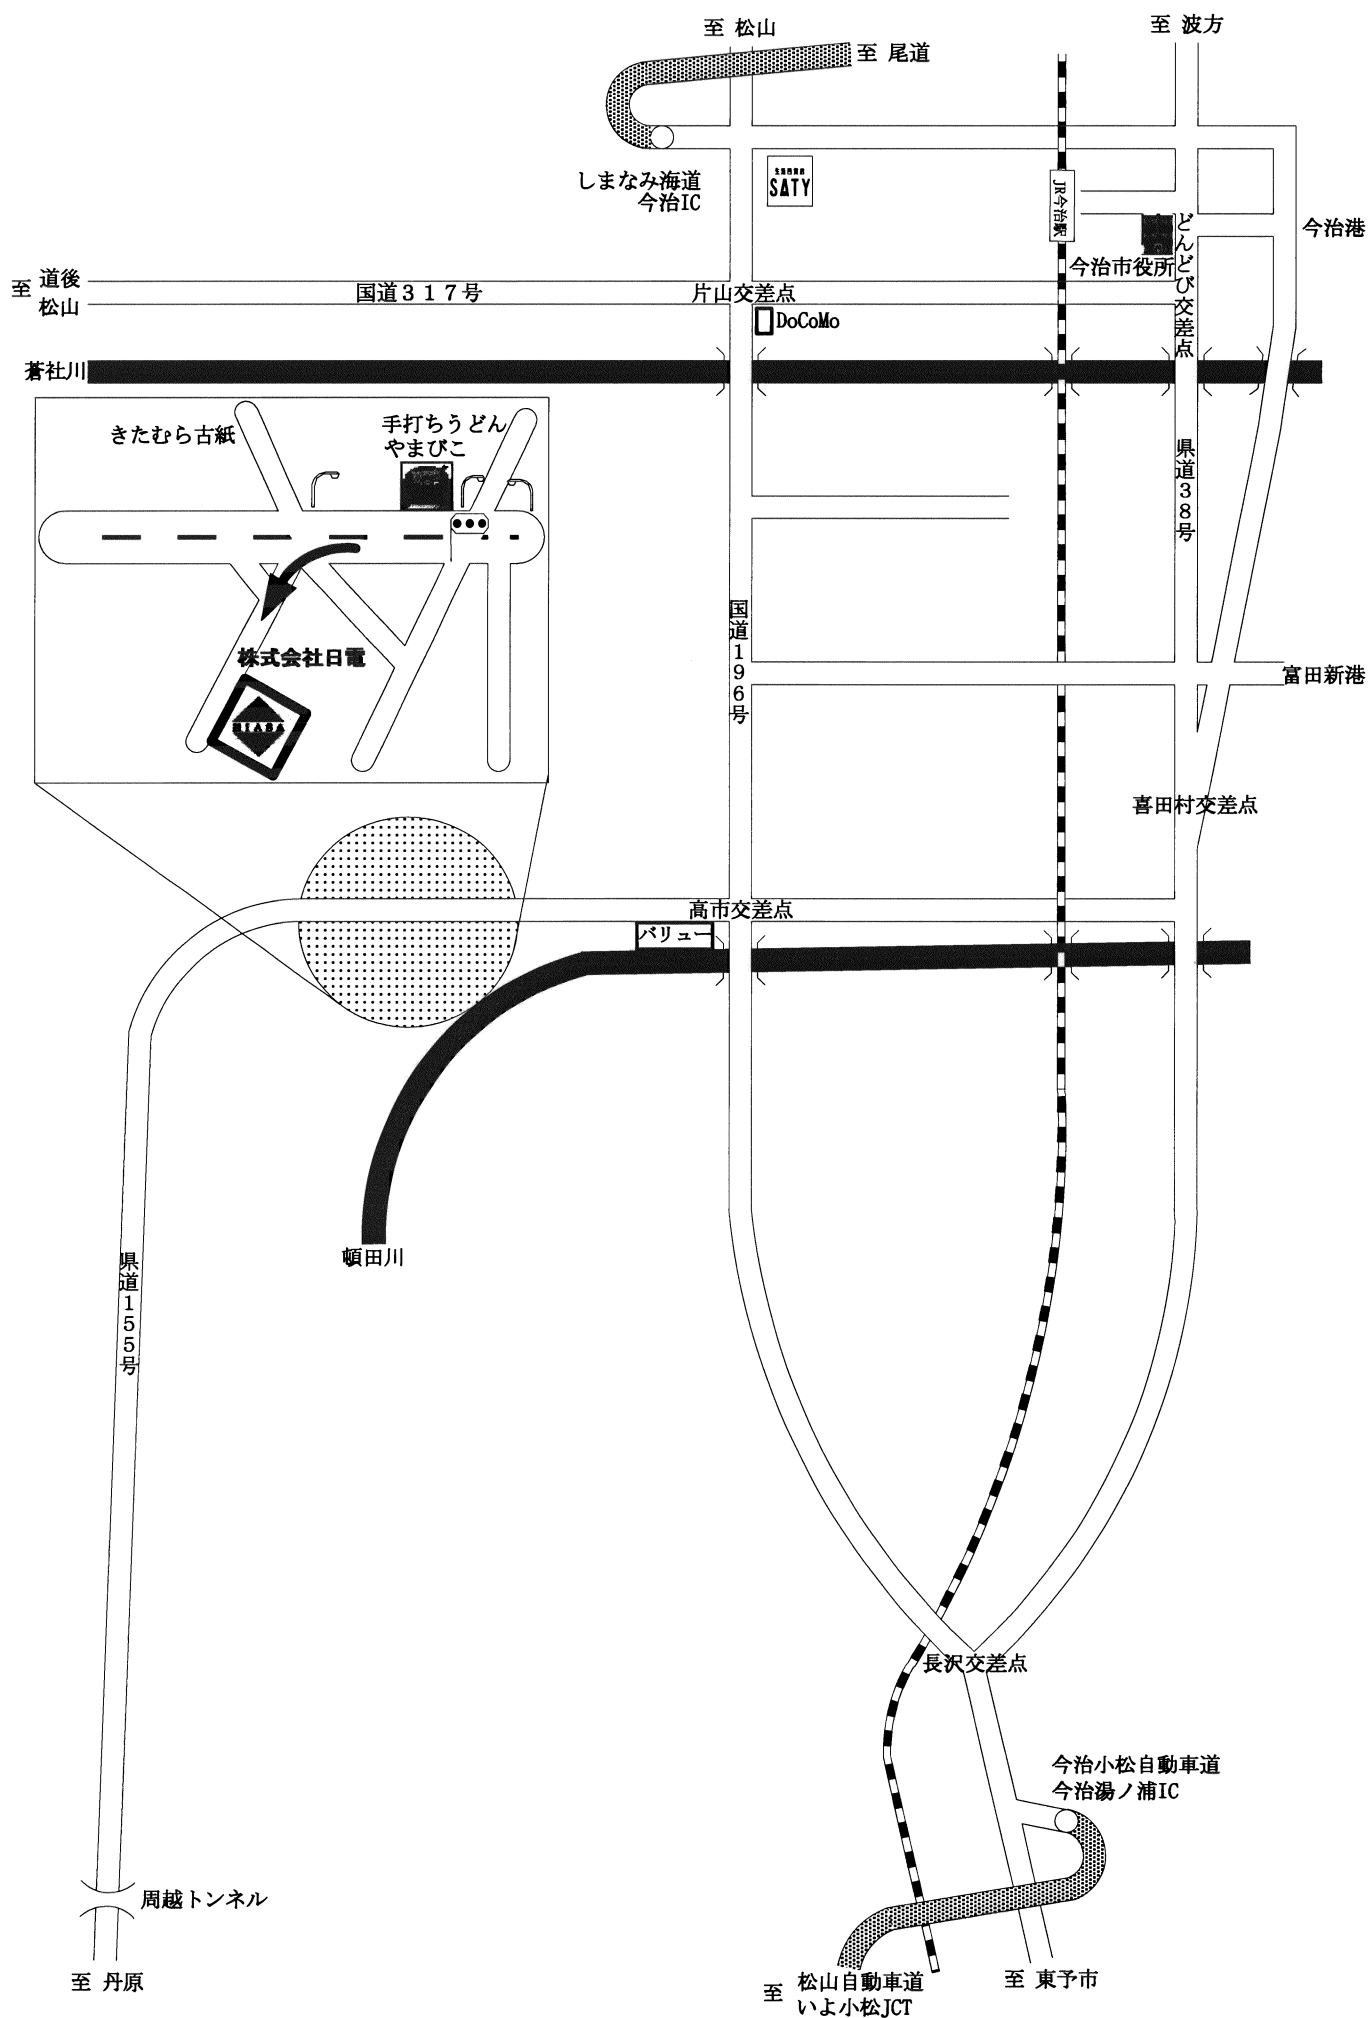 至 松山
至 波方
至 尾道
生活百貨店
SATY
しまなみ海道
今治IC
JR今治駅
今治港
今治市役所
どんどび交差点
至 道後
松山
国道３１７号
片山交差点
DoCoMo
蒼社川
きたむら古紙
手打ちうどん
やまびこ
県道３８号
国道１９６号
株式会社日電
富田新港
喜田村交差点
高市交差点
バリュー
頓田川
県道１５５号
長沢交差点
今治小松自動車道
今治湯ノ浦IC
周越トンネル
至 丹原
至 松山自動車道
いよ小松JCT
至 東予市